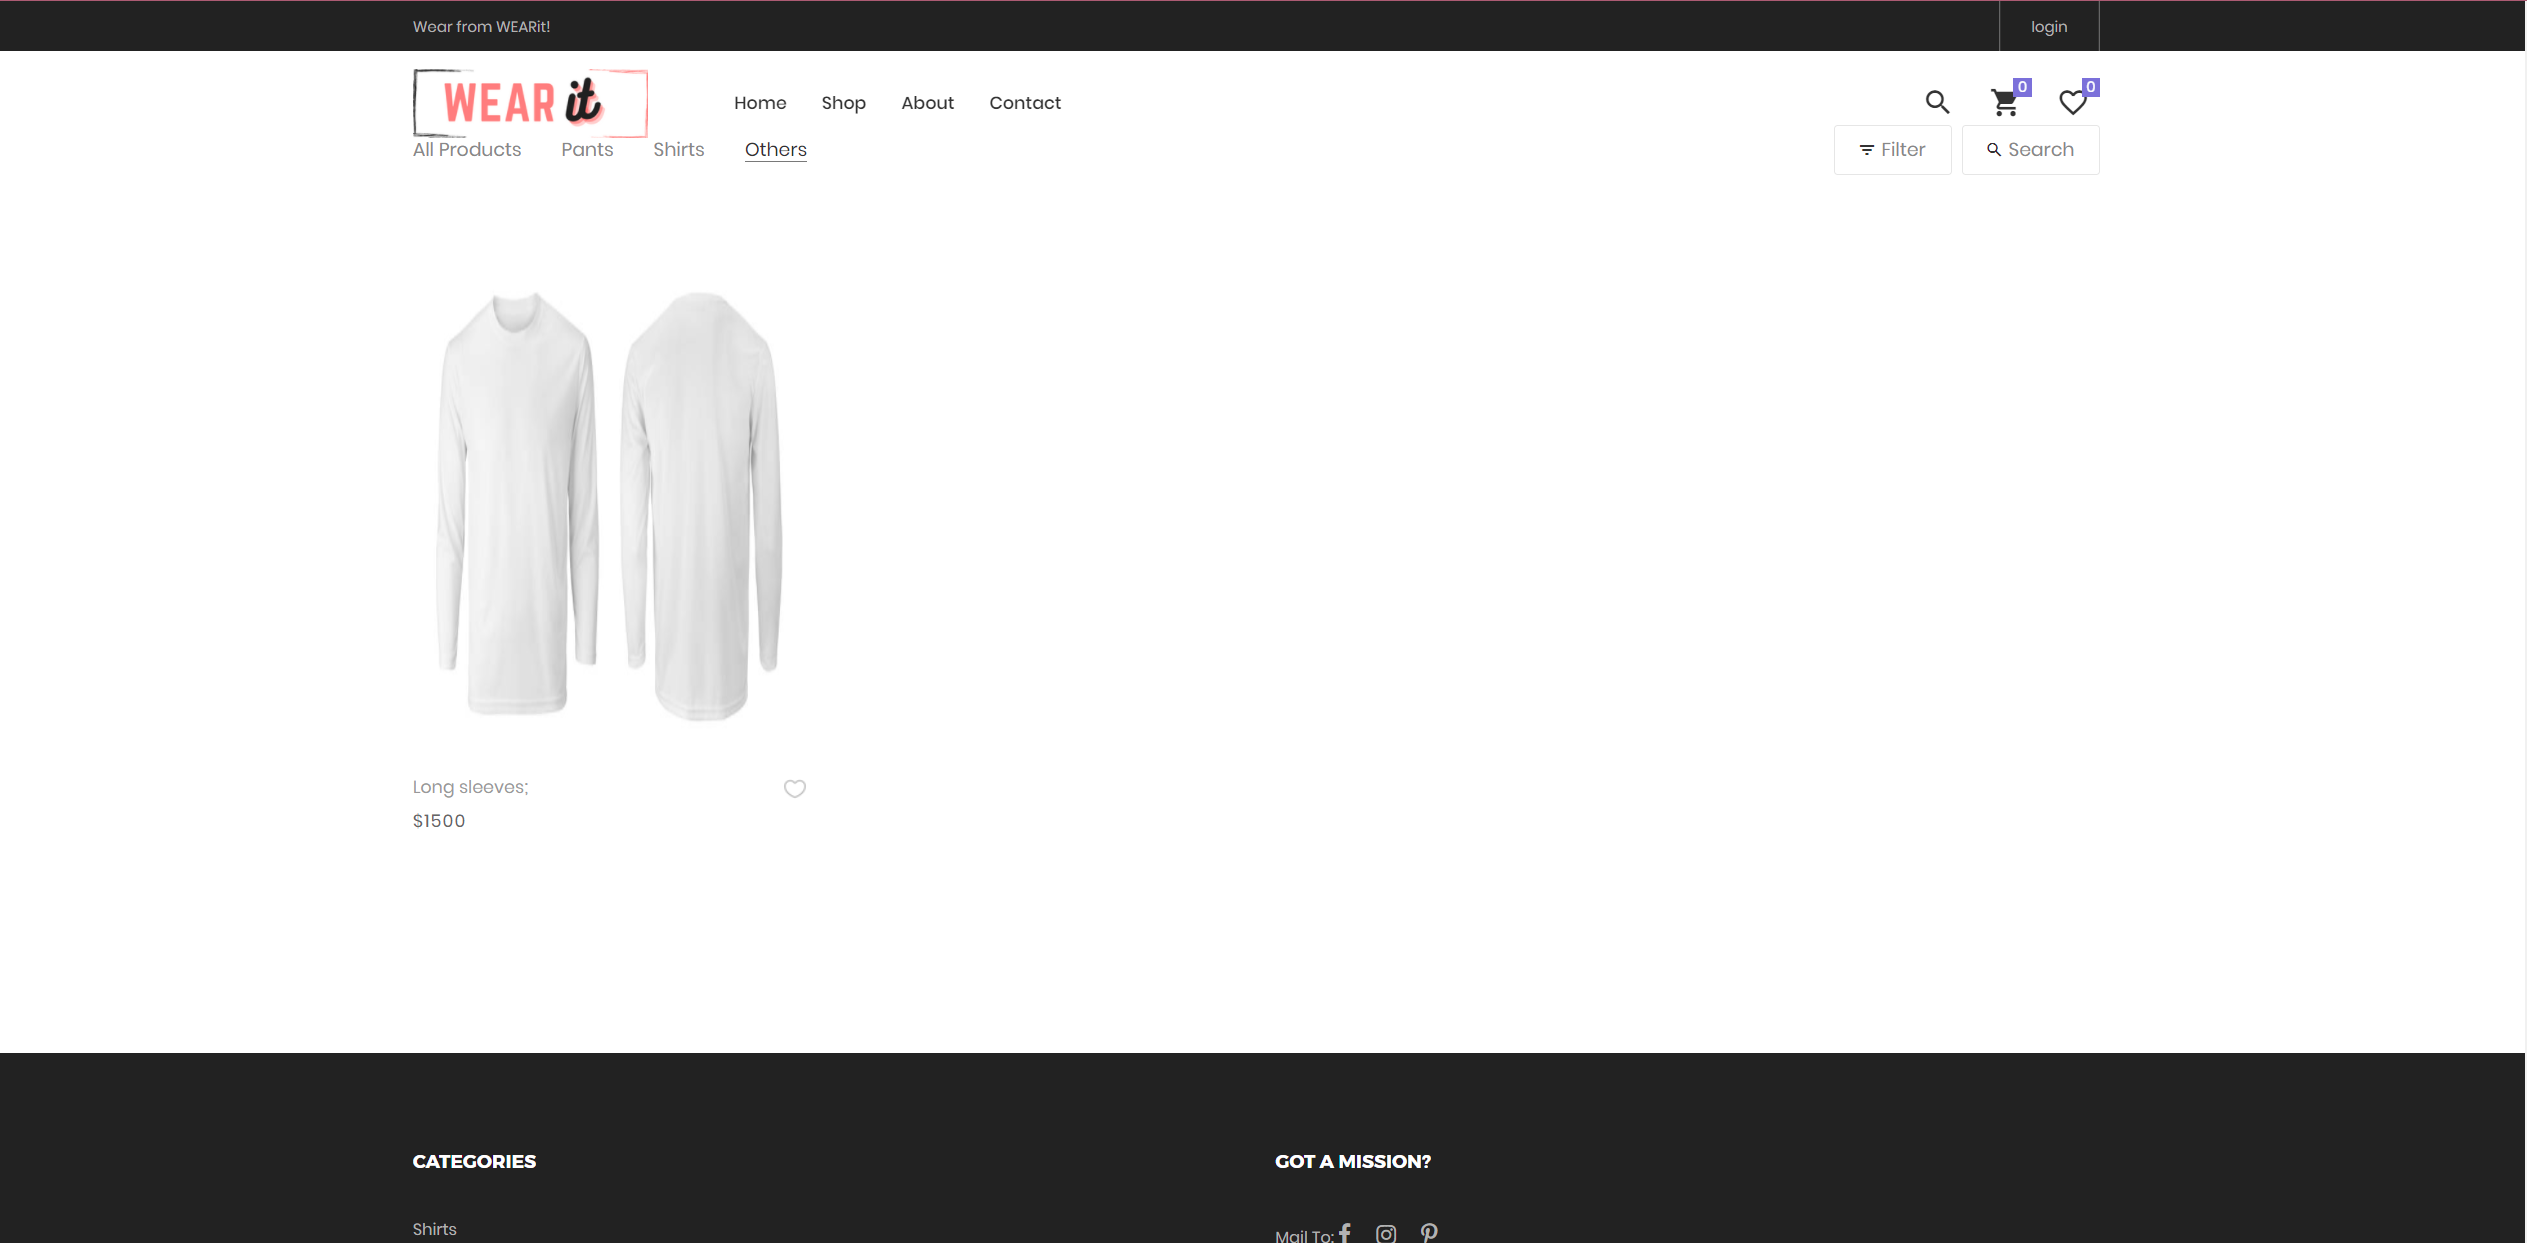 Wear from WEARit!
login
WEAR it
Home Shop About Contact
0 0
All Products Pants Shirts Others
Filter Search
Long sleeves;
$1500
CATEGORIES
GOT A MISSION?
Shirts
Mail To: